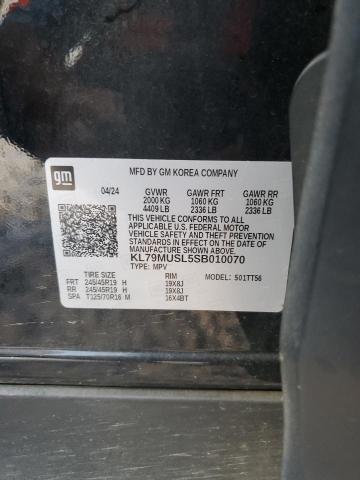 gm
MFD BY GM KOREA COMPANY
04/24 GVWR GAWR FRT GAWR RR
2000 KG 1060 KG 1060 KG
4409 LB 2336 LB 2336 LB
THIS VEHICLE CONFORMS TO ALL
APPLICABLE U.S. FEDERAL MOTOR
VEHICLE SAFETY AND THEFT PREVENTION
STANDARDS IN EFFECT ON THE DATE OF
MANUFACTURE SHOWN ABOVE.
KL79MUSL5SB010070
TYPE: MPV
TIRE SIZE RIM MODEL: 501TT56
FRT 245/45R19 H 19X8J
RR 245/45R19 H 19X8J
SPA T125/70R16 M 16X4BT